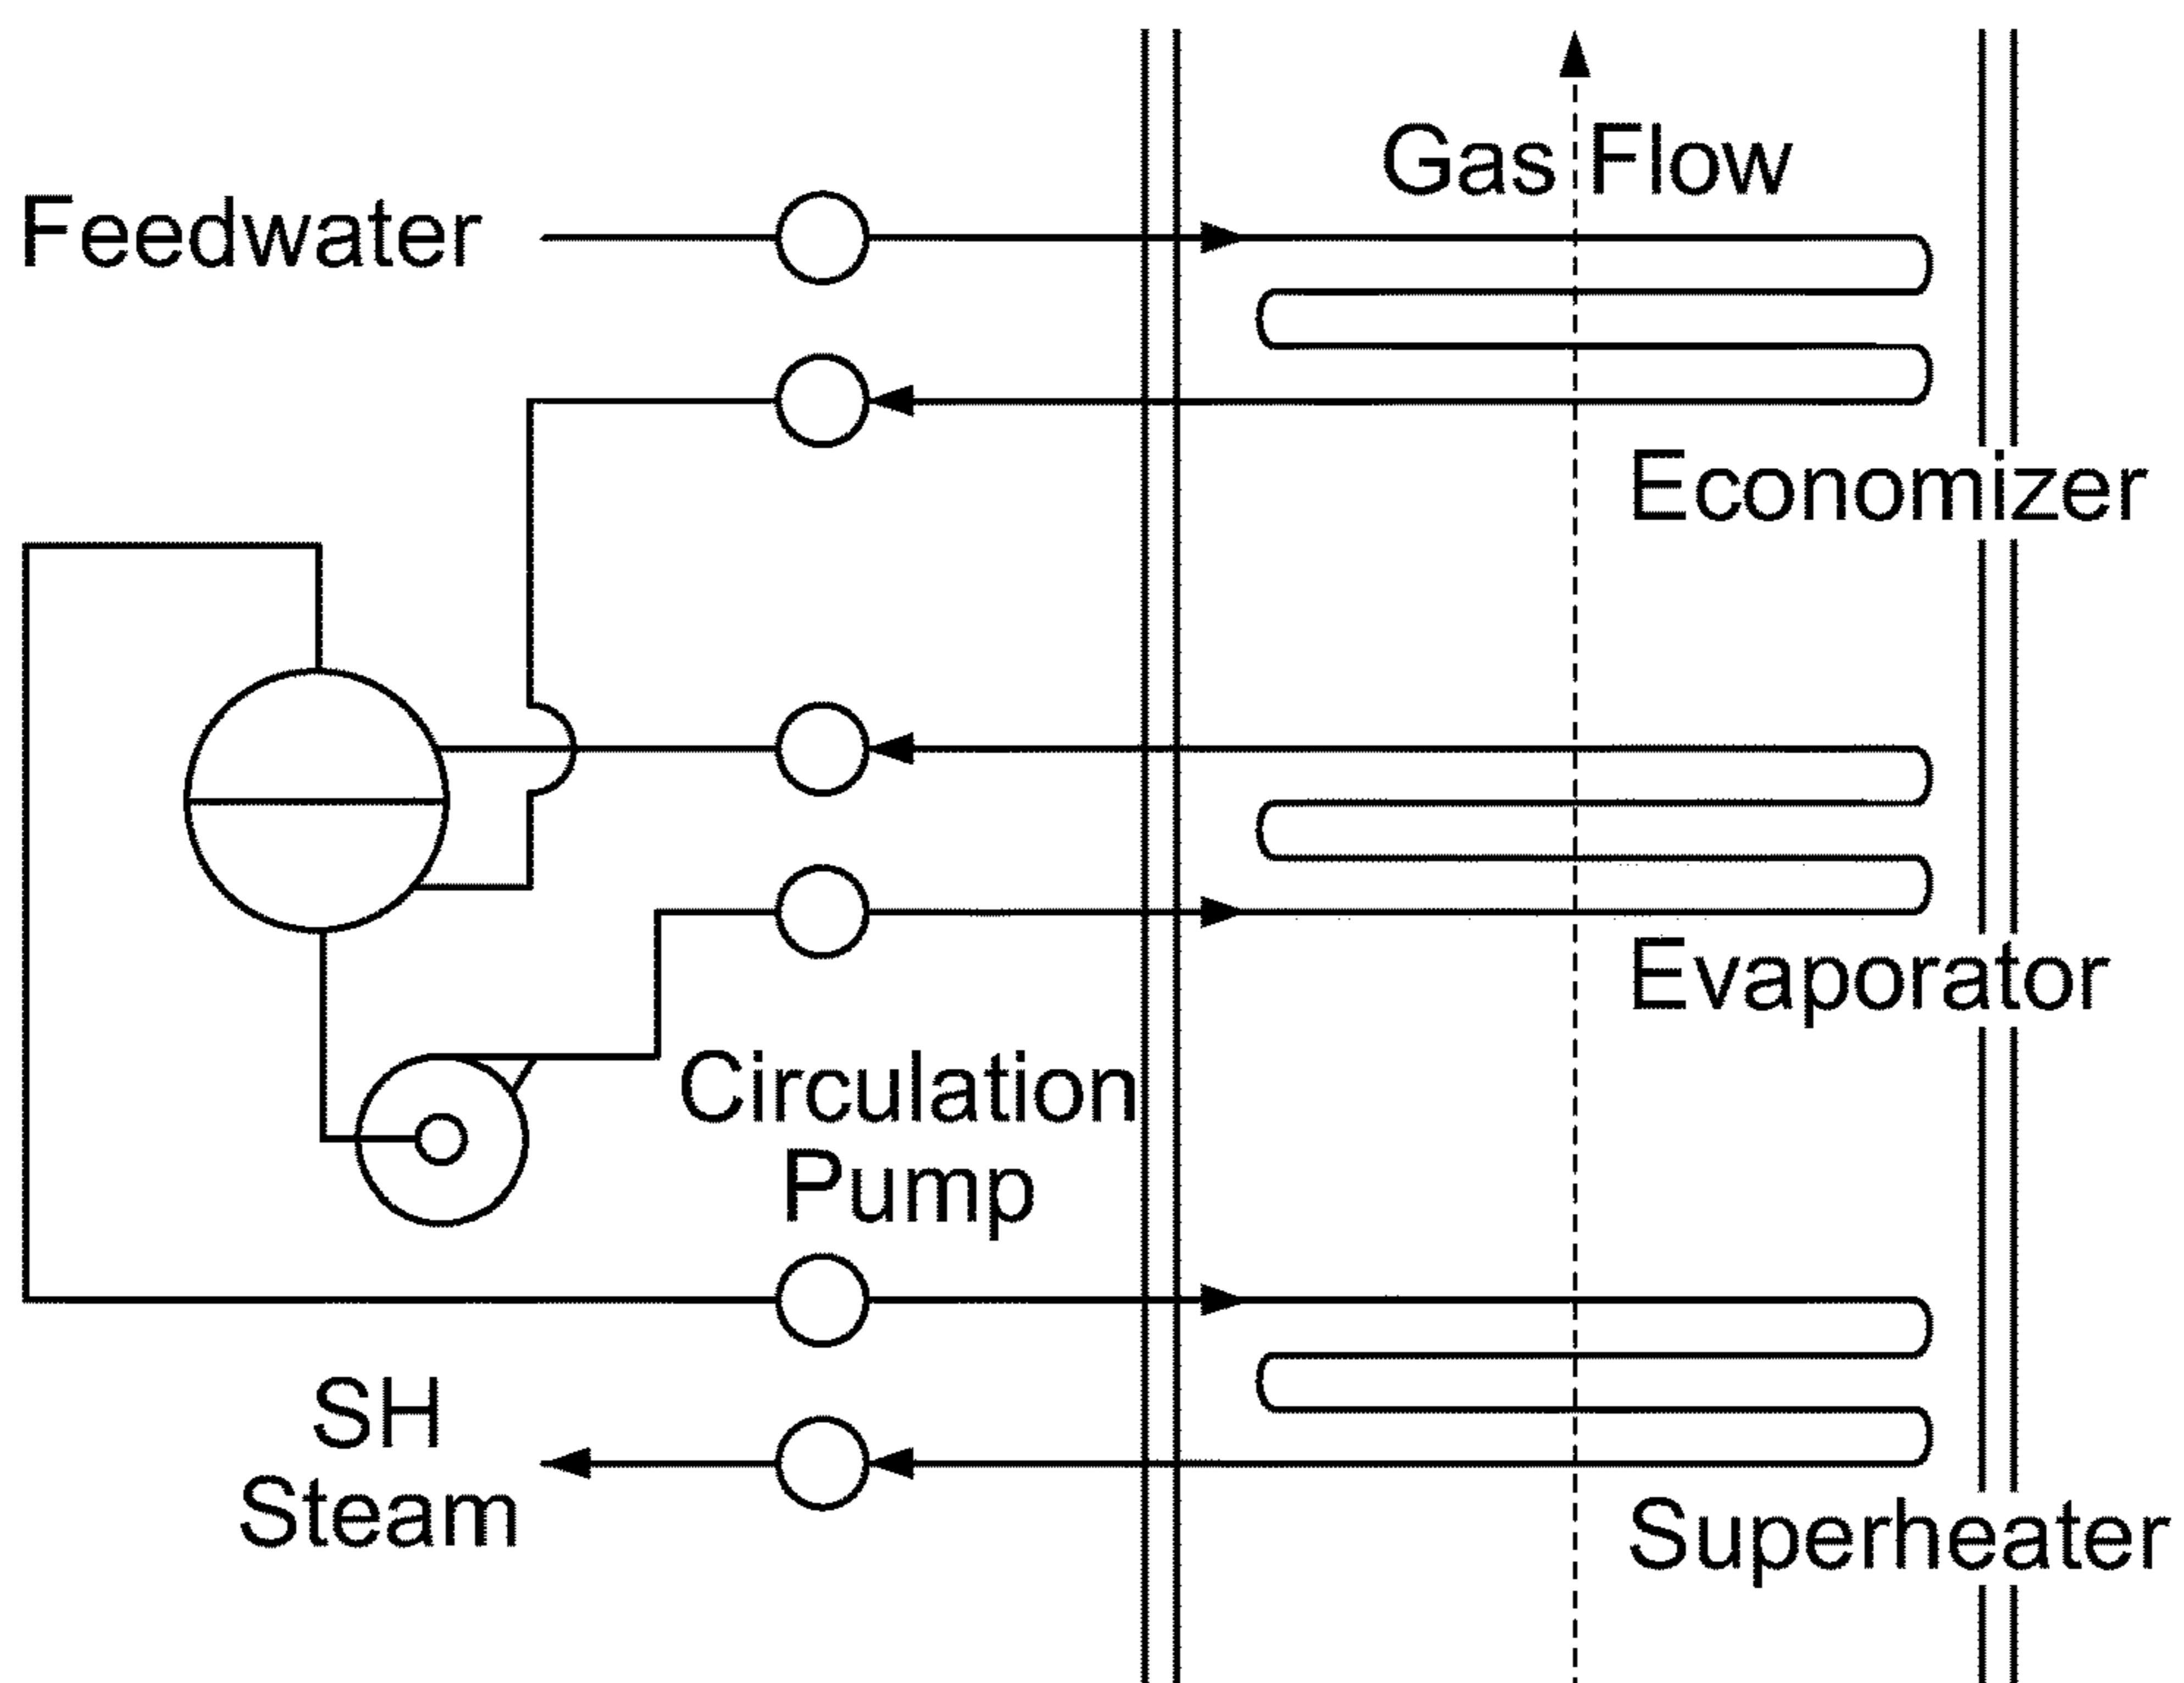 Gas Flow
Feedwater
Economizer
Evaporator
Circulation
Pump
SH
Steam
Superheater